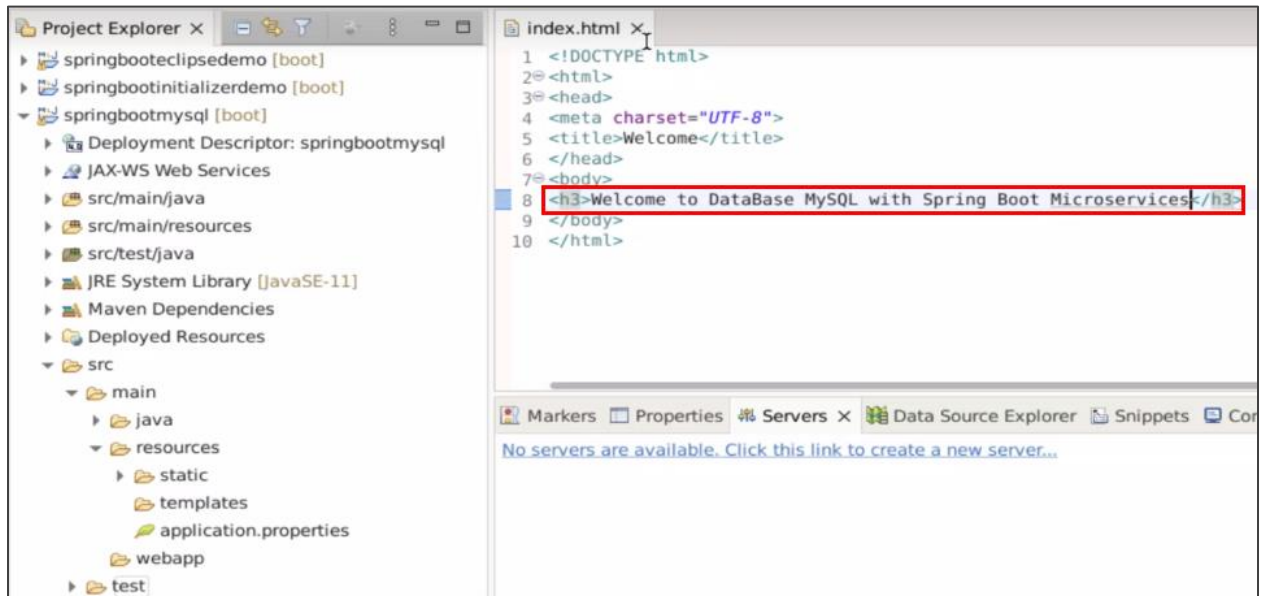 Project Explorer
springbooteclipsedemo [boot]
springbootinitializerdemo [boot]
springbootmysql [boot]
Deployment Descriptor: springbootmysql
JAX-WS Web Services
src/main/java
src/main/resources
src/test/java
JRE System Library [JavaSE-11]
Maven Dependencies
Deployed Resources
src
main
java
resources
static
templates
application.properties
webapp
test
index.html
1 <!DOCTYPE html>
2 <html>
3 <head>
4 <meta charset="UTF-8">
5 <title>Welcome</title>
6 </head>
7 <body>
8 <h3>Welcome to DataBase MySQL with Spring Boot Microservices</h3>
9 </body>
10 </html>
Markers Properties Servers Data Source Explorer Snippets Cor
No servers are available. Click this link to create a new server...